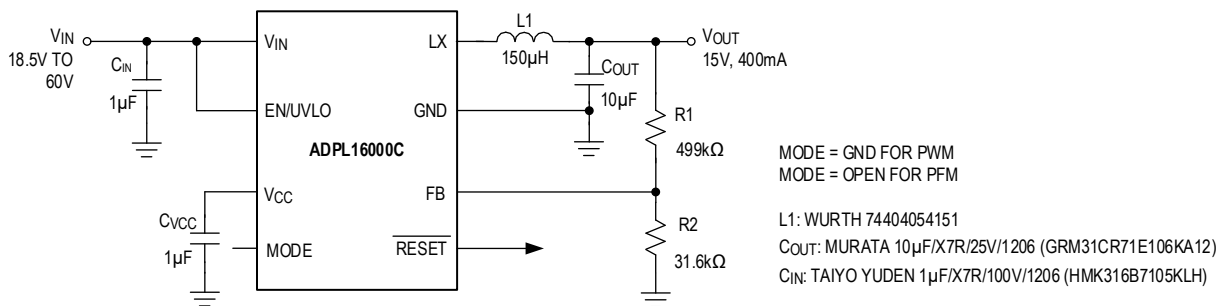 VIN
18.5V TO
60V
CIN
1µF
VIN
EN/UVLO
ADPL16000C
VCC
MODE
CVCC
1µF
LX
GND
FB
RESET
L1
150µH
COUT
10µF
VOUT
15V, 400mA
R1
499kΩ
R2
31.6kΩ
MODE = GND FOR PWM
MODE = OPEN FOR PFM
L1: WURTH 74404054151
COUT: MURATA 10µF/X7R/25V/1206 (GRM31CR71E106KA12)
CIN: TAIYO YUDEN 1µF/X7R/100V/1206 (HMK316B7105KLH)